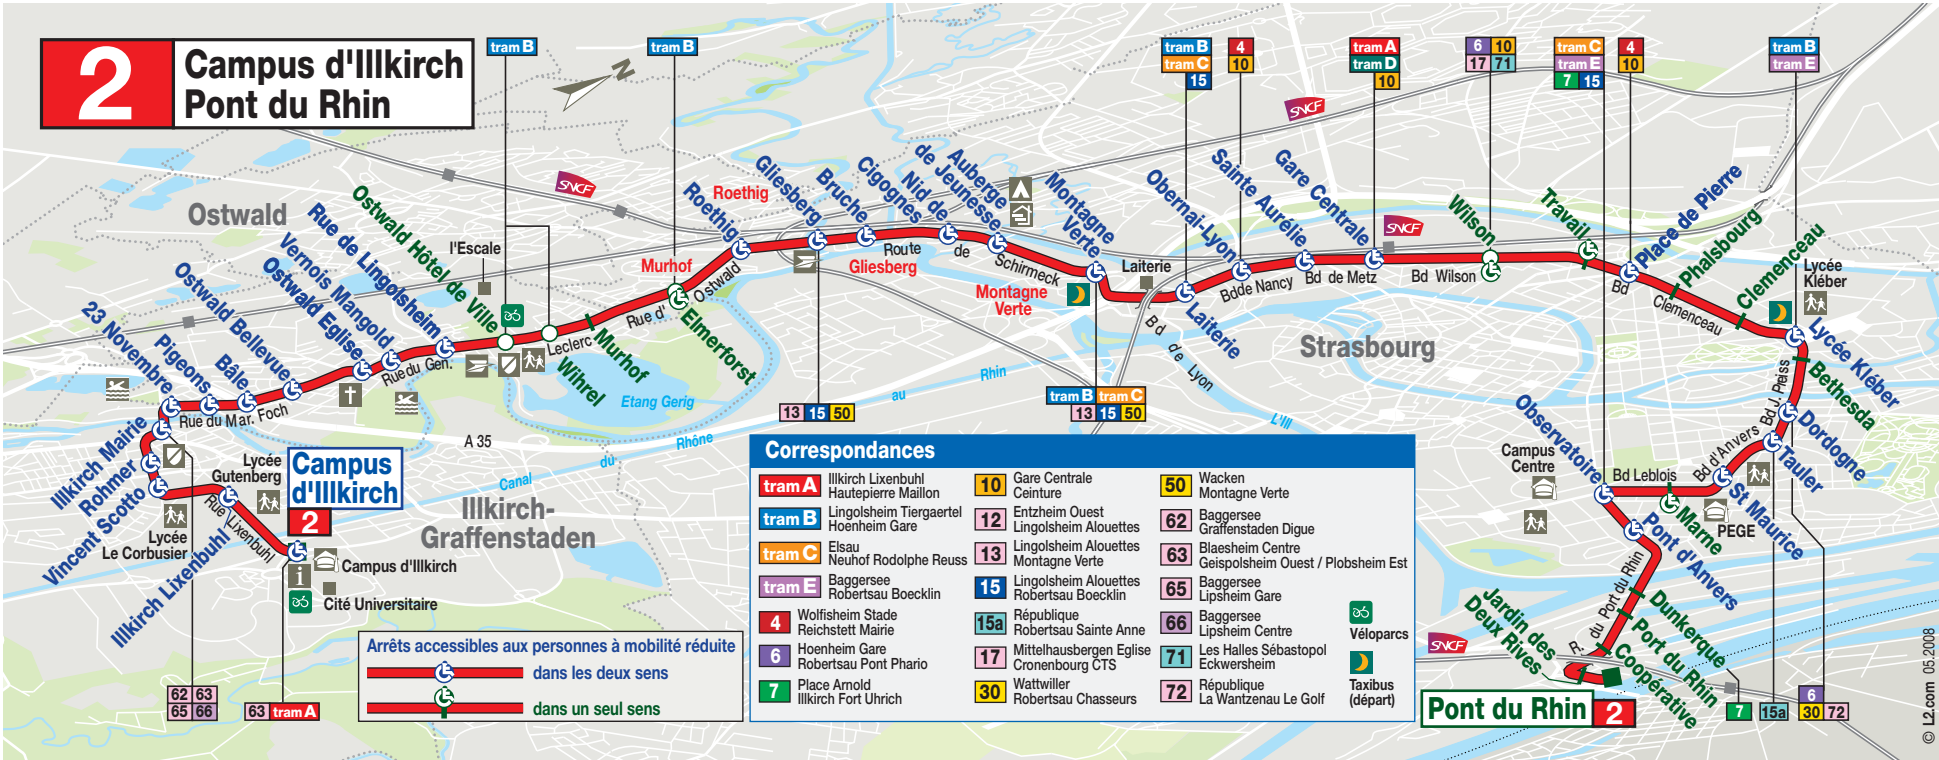 2
Campus d'Illkirch
Pont du Rhin
tram B
tram B
tram B
tram C
15
4
10
tram A
tram D
10
6 10
17 71
tram C
tram E
7 15
4
10
tram B
tram E
N
SNCF
SNCF
SNCF
SNCF
Ostwald
Strasbourg
Illkirch-
Graffenstaden
Campus
d'Illkirch
2
Illkirch Lixenbuhl
Vincent Scotto
Rohmer
Illkirch Mairie
23 Novembre
Pigeons
Bâle
Ostwald Bellevue
Ostwald Eglise
Vernois Mangold
Rue de Lingolsheim
Ostwald Hôtel de Ville
Wihrel
Murhof
Elmerforst
Roethig
Gliesberg
Bruche
Nid de
Cigognes
Auberge
de Jeunesse
Montagne
Verte
Laiterie
Obernai-Lyon
Sainte Aurélie
Gare Centrale
Wilson
Travail
Place de Pierre
Phalsbourg
Clemenceau
Lycée Kléber
Bethesda
Dordogne
Tauler
St Maurice
Marne
Observatoire
Pont d'Anvers
Dunkerque
Port du Rhin
Coopérative
Jardin des
Deux Rives
Pont du Rhin 2
Roethig
Murhof
Gliesberg
Montagne
Verte
l'Escale
Laiterie
Lycée
Kléber
Campus
Centre
PEGE
Lycée
Gutenberg
Lycée
Le Corbusier
i
Campus d'Illkirch
Cité Universitaire
Rue Lixenbuhl
Rue du Mar. Foch
Rue du Gen.
Leclerc
Rue d'
Ostwald
Route
de
Schirmeck
Bd de Lyon
Bd de Nancy
Bd de Metz
Bd Wilson
Bd
Clemenceau
Bd J. Preiss
Bd d'Anvers
Bd Leblois
R. du Port du Rhin
A 35
Etang Gerig
Canal
du
Rhône
au
Rhin
L'Ill
13 15 50
tram B tram C
13 15 50
62 63
65 66
63 tram A
7
15a
6
30 72
Arrêts accessibles aux personnes à mobilité réduite
dans les deux sens
dans un seul sens
Correspondances
tram A
Illkirch Lixenbuhl
Hautepierre Maillon
tram B
Lingolsheim Tiergaertel
Hoenheim Gare
tram C
Elsau
Neuhof Rodolphe Reuss
tram E
Baggersee
Robertsau Boecklin
4
Wolfisheim Stade
Reichstett Mairie
6
Hoenheim Gare
Robertsau Pont Phario
7
Place Arnold
Illkirch Fort Uhrich
10
Gare Centrale
Ceinture
12
Entzheim Ouest
Lingolsheim Alouettes
13
Lingolsheim Alouettes
Montagne Verte
15
Lingolsheim Alouettes
Robertsau Boecklin
15a
République
Robertsau Sainte Anne
17
Mittelhausbergen Eglise
Cronenbourg CTS
30
Wattwiller
Robertsau Chasseurs
50
Wacken
Montagne Verte
62
Baggersee
Graffenstaden Digue
63
Blaesheim Centre
Geispolsheim Ouest / Plobsheim Est
65
Baggersee
Lipsheim Gare
66
Baggersee
Lipsheim Centre
71
Les Halles Sébastopol
Eckwersheim
72
République
La Wantzenau Le Golf
Véloparcs
Taxibus
(départ)
© L2.com 05.2008